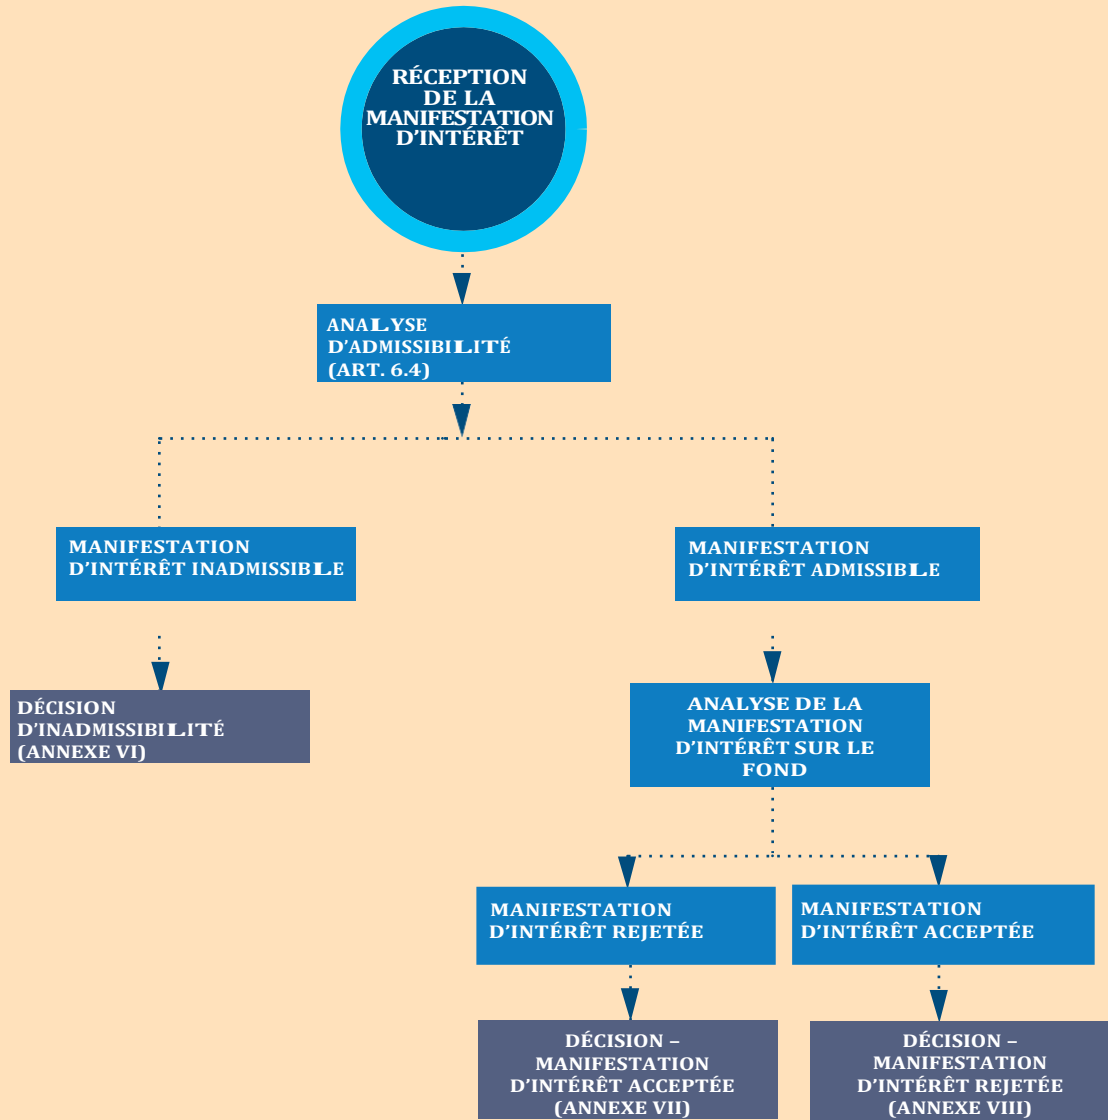 RÉCEPTION
DE LA
MANIFESTATION
D'INTÉRÊT
ANALYSE
D'ADMISSIBILITÉ
(ART. 6.4)
MANIFESTATION
D'INTÉRÊT INADMISSIBLE
MANIFESTATION
D'INTÉRÊT ADMISSIBLE
DÉCISION
D'INADMISSIBILITÉ
(ANNEXE VI)
ANALYSE DE LA
MANIFESTATION
D'INTÉRÊT SUR LE
FOND
MANIFESTATION
D'INTÉRÊT REJETÉE
MANIFESTATION
D'INTÉRÊT ACCEPTÉE
DÉCISION –
MANIFESTATION
D'INTÉRÊT ACCEPTÉE
(ANNEXE VII)
DÉCISION –
MANIFESTATION
D'INTÉRÊT REJETÉE
(ANNEXE VIII)